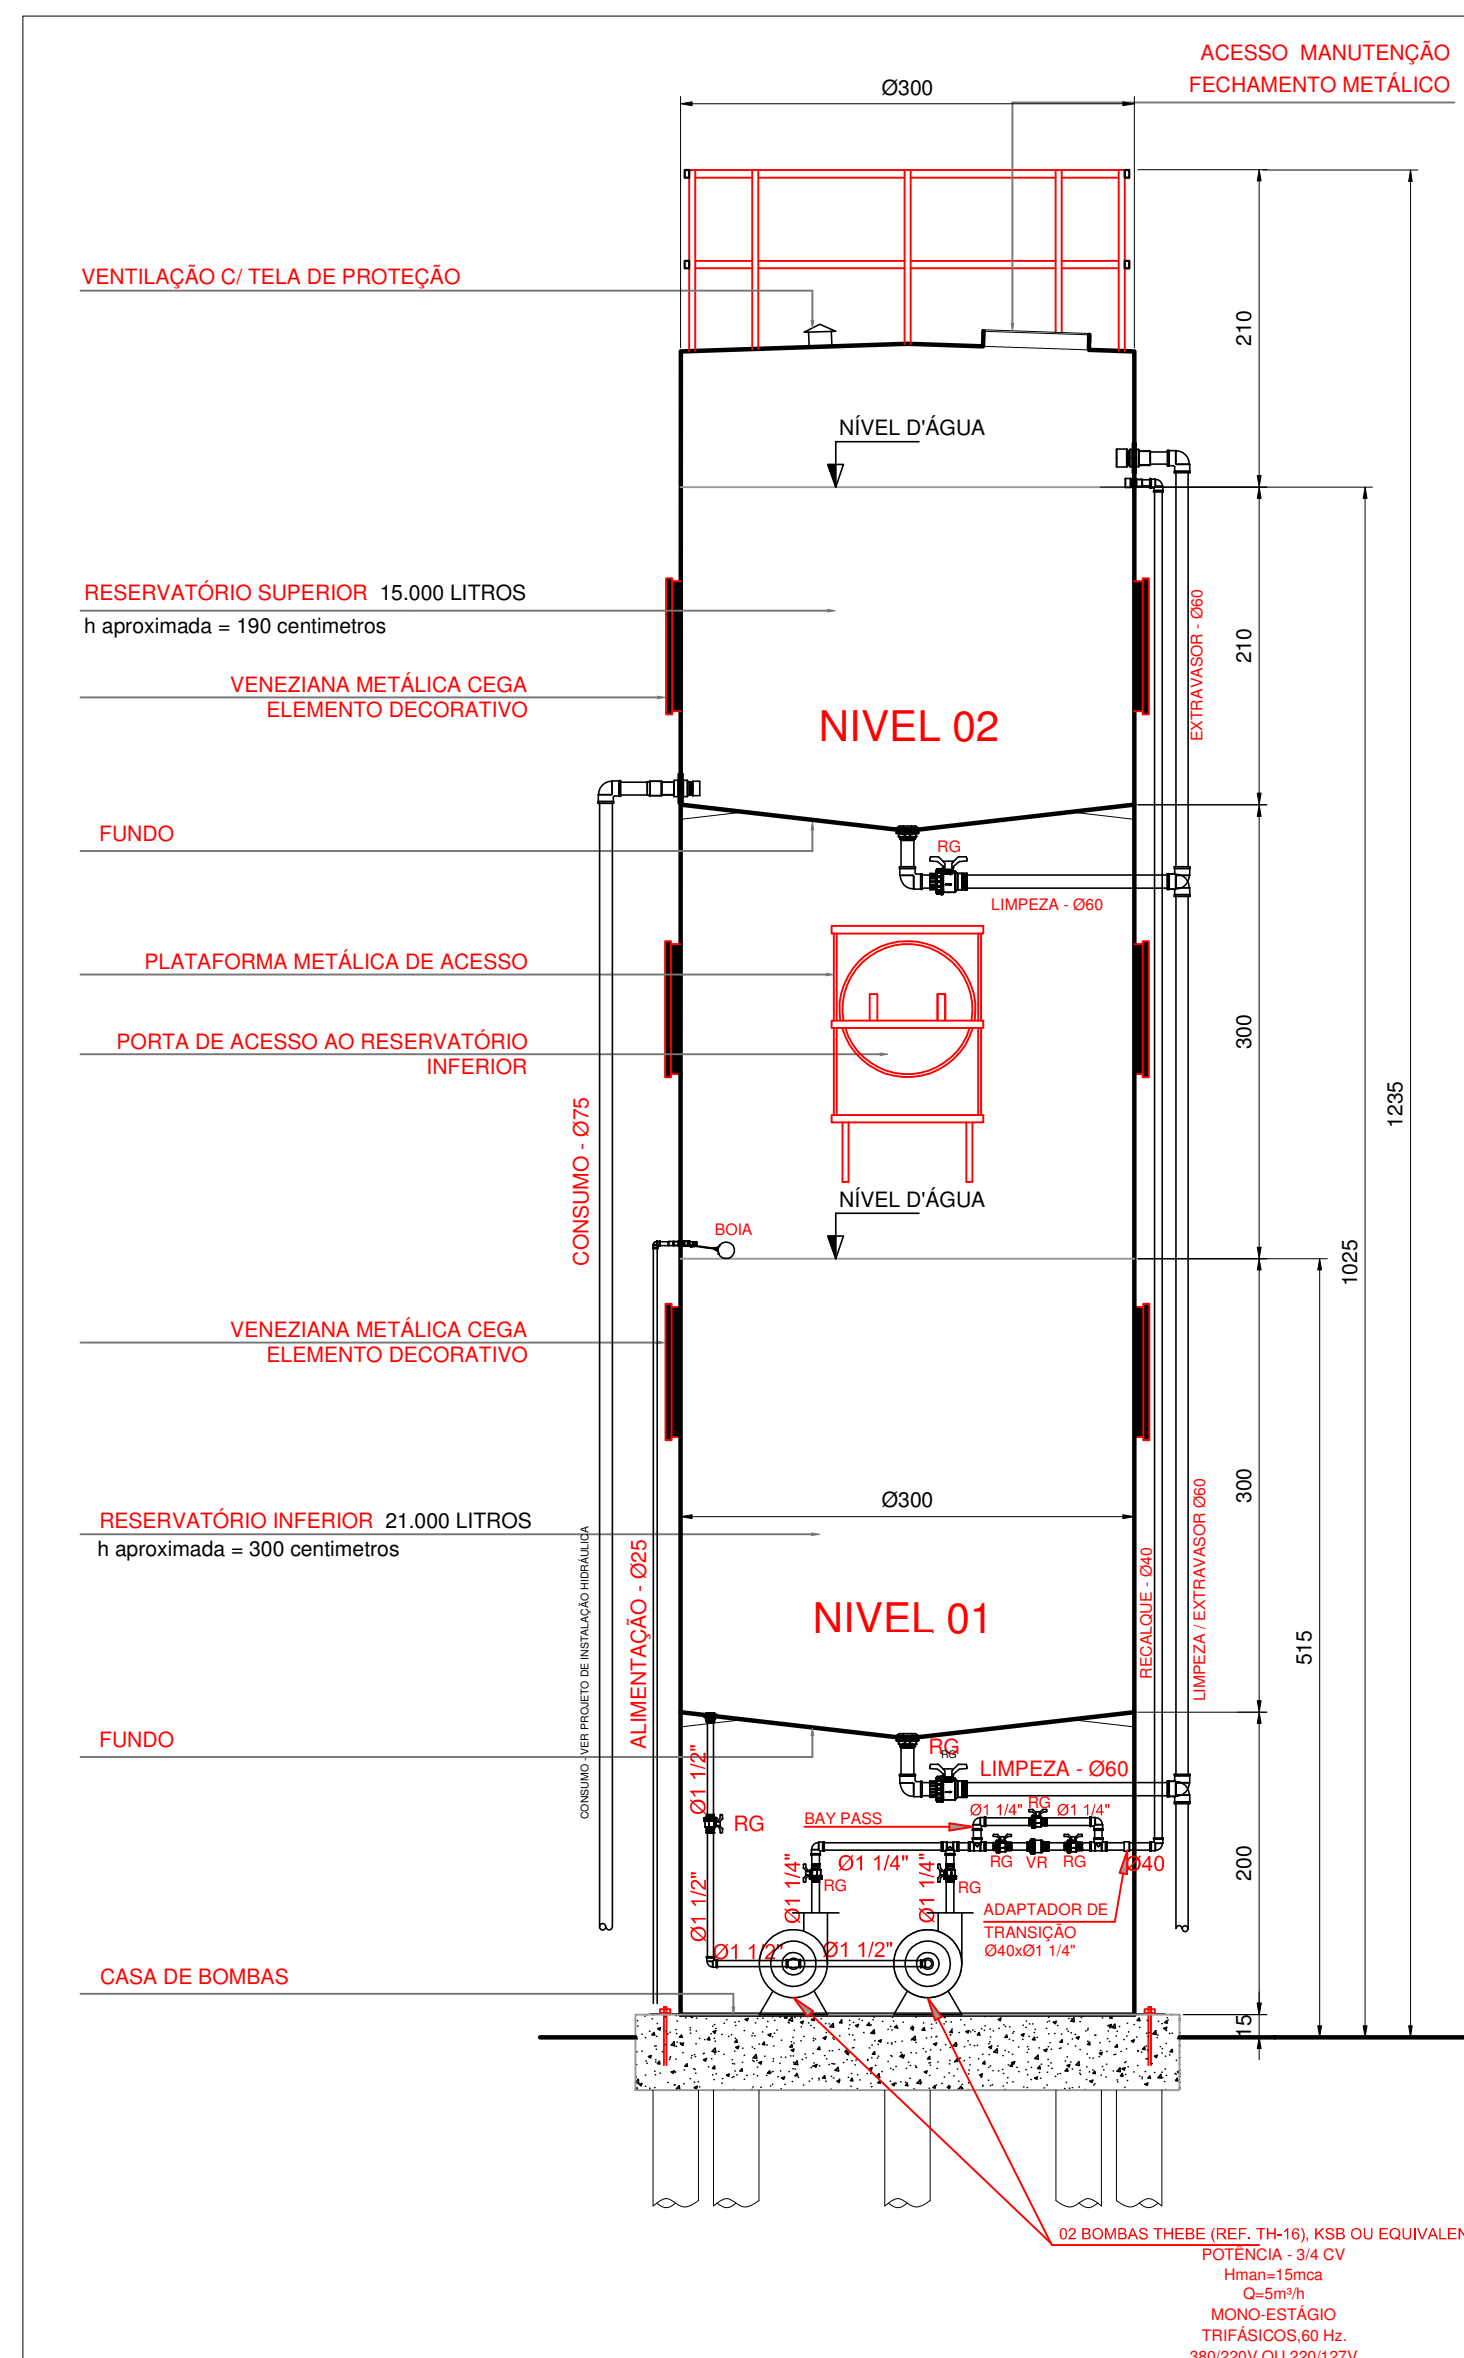 ACESSO MANUTENÇÃO
FECHAMENTO METÁLICO
Ø300
VENTILAÇÃO C/ TELA DE PROTEÇÃO
210
NÍVEL D'ÁGUA
RESERVATÓRIO SUPERIOR 15.000 LITROS
h aproximada = 190 centimetros
EXTRAVASOR - Ø60
210
VENEZIANA METÁLICA CEGA
ELEMENTO DECORATIVO
NIVEL 02
FUNDO
RG
LIMPEZA - Ø60
PLATAFORMA METÁLICA DE ACESSO
PORTA DE ACESSO AO RESERVATÓRIO
INFERIOR
300
1235
CONSUMO - Ø75
NÍVEL D'ÁGUA
BOIA
1025
VENEZIANA METÁLICA CEGA
ELEMENTO DECORATIVO
300
Ø300
RESERVATÓRIO INFERIOR 21.000 LITROS
h aproximada = 300 centimetros
CONSUMO - VER PROJETO DE INSTALAÇÃO HIDRÁULICA
ALIMENTAÇÃO - Ø25
NIVEL 01
RECALQUE - Ø40
LIMPEZA / EXTRAVASOR Ø60
515
FUNDO
RG
RG
LIMPEZA - Ø60
Ø1 1/2"
RG
BAY PASS
Ø1 1/4"
RG
Ø1 1/4"
Ø1 1/4"
RG
VR
RG
Ø40
200
Ø1 1/2"
Ø1 1/4"
RG
Ø1 1/4"
RG
ADAPTADOR DE
TRANSIÇÃO
Ø40xØ1 1/4"
Ø1 1/2"
Ø1 1/2"
CASA DE BOMBAS
15
02 BOMBAS THEBE (REF. TH-16), KSB OU
POTÊNCIA - 3/4 CV
Hman=15mca
Q=5m³/h
MONO-ESTÁGIO
TRIFÁSICOS,60 Hz.
380/220V OU 220/127V